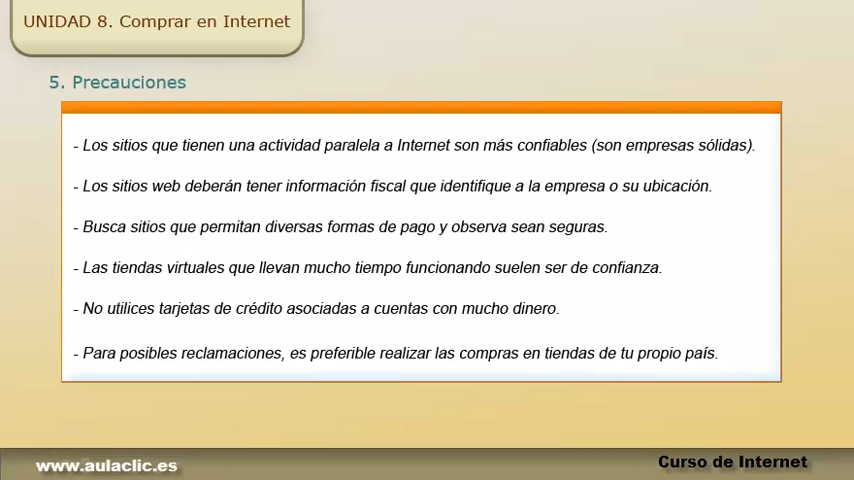 UNIDAD 8. Comprar en Internet
5. Precauciones
- Los sitios que tienen una actividad paralela a Internet son más confiables (son empresas sólidas).
- Los sitios web deberán tener información fiscal que identifique a la empresa o su ubicación.
- Busca sitios que permitan diversas formas de pago y observa sean seguras.
- Las tiendas virtuales que llevan mucho tiempo funcionando suelen ser de confianza.
- No utilices tarjetas de crédito asociadas a cuentas con mucho dinero.
- Para posibles reclamaciones, es preferible realizar las compras en tiendas de tu propio país.
www.aulaclic.es
Curso de Internet